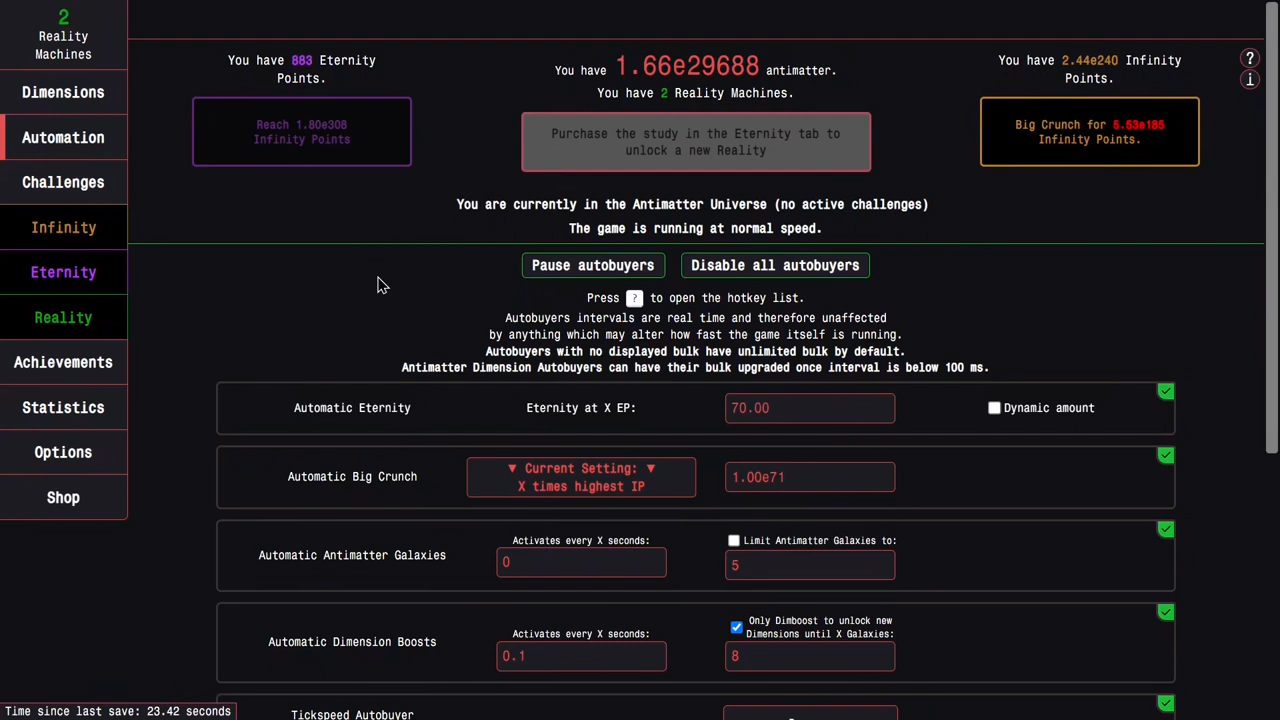 2
Reality
Machines
Dimensions
Automation
Challenges
Infinity
Eternity
Reality
Achievements
Statistics
Options
Shop
You have 883 Eternity
Points.
Reach 1.80e308
Infinity Points
You have 1.66e29688 antimatter.
You have 2 Reality Machines.
Purchase the study in the Eternity tab to
unlock a new Reality
You have 2.44e240 Infinity
Points.
Big Crunch for 5.53e185
Infinity Points.
?
i
You are currently in the Antimatter Universe (no active challenges)
The game is running at normal speed.
Pause autobuyers
Disable all autobuyers
Press ? to open the hotkey list.
Autobuyers intervals are real time and therefore unaffected
by anything which may alter how fast the game itself is running.
Autobuyers with no displayed bulk have unlimited bulk by default.
Antimatter Dimension Autobuyers can have their bulk upgraded once interval is below 100 ms.
Automatic Eternity
Eternity at X EP:
70.00
Dynamic amount
Automatic Big Crunch
▼ Current Setting: ▼
X times highest IP
1.00e71
Automatic Antimatter Galaxies
Activates every X seconds:
0
Limit Antimatter Galaxies to:
5
Automatic Dimension Boosts
Activates every X seconds:
0.1
Only Dimboost to unlock new
Dimensions until X Galaxies:
8
Tickspeed Autobuyer
Time since last save: 23.42 seconds